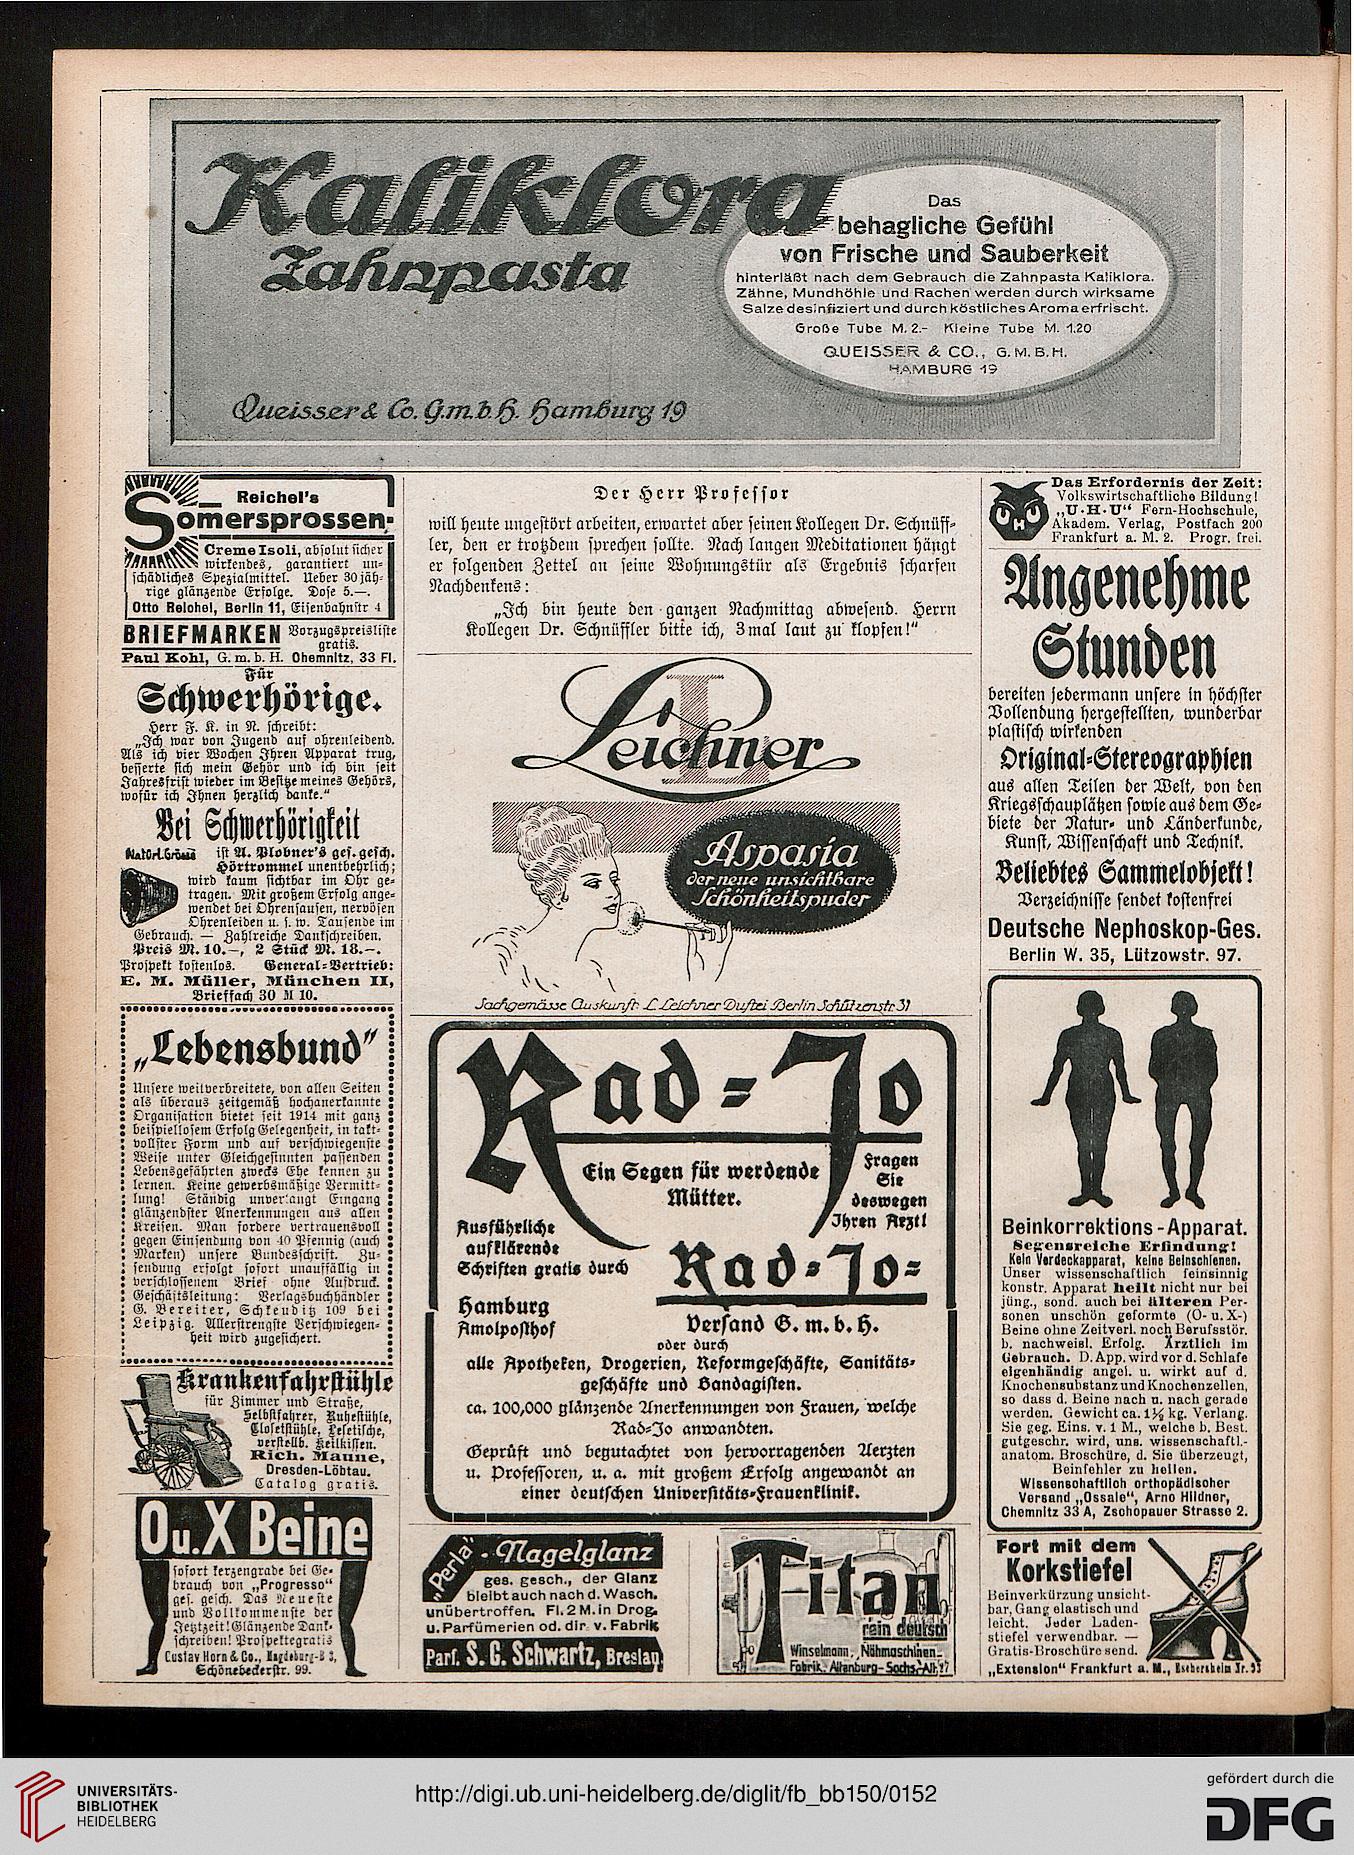 Kaliklora
Zahnpasta
Das
behagliche Gefühl
von Frische und Sauberkeit
hinterläßt nach dem Gebrauch die Zahnpasta Kaliklora.
Zähne, Mundhöhle und Rachen werden durch wirksame
Salze desinfiziert und durch köstliches Aroma erfrischt.
Große Tube M. 2.- Kleine Tube M. 1.20
QUEISSER & CO., G. M. B. H.
HAMBURG 19
Queisser & Co. G.m.b.H. Hamburg 19
Reichel's
Somersprossen:
Creme Isoli, absolut sicher
wirkendes, garantiert un-
schädliches Spezialmittel. Ueber 30 jäh-
rige glänzende Erfolge. Dose 5.—.
Otto Reichel, Berlin 11, Eisenbahnstr 4
BRIEFMARKEN Vorzugspreisliste
gratis.
Paul Kohl, G. m. b. H. Chemnitz, 33 Fl.
Für
Schwerhörige.
Herr F. K. in N. schreibt:
„Ich war von Jugend auf ohrenleidend.
Als ich vier Wochen Ihren Apparat trug,
besserte sich mein Gehör und ich bin seit
Jahresfrist wieder im Besitze meines Gehörs,
wofür ich Ihnen herzlich danke.“
Bei Schwerhörigkeit
Natürl. Grösse ist A. Plobner's ges. gesch.
Hörtrommel unentbehrlich;
wird kaum sichtbar im Ohr ge-
tragen. Mit großem Erfolg ange-
wendet bei Ohrensausen, nervösen
Ohrenleiden u. s. w. Tausende im
Gebrauch. — Zahlreiche Dankschreiben.
Preis M. 10.—, 2 Stück M. 18.—.
Prospekt kostenlos. General-Vertrieb:
E. M. Müller, München II,
Brieffach 30 M 10.
„Lebensbund“
Unsere weitverbreitete, von allen Seiten
als überaus zeitgemäß hochanerkannte
Organisation bietet seit 1914 mit ganz
beispiellosem Erfolg Gelegenheit, in takt-
vollster Form und auf verschwiegenste
Weise unter Gleichgesinnten passenden
Lebensgefährten zwecks Ehe kennen zu
lernen. Keine gewerbsmäßige Vermitt-
lung! Ständig unverlangt Eingang
glänzendster Anerkennungen aus allen
Kreisen. Man fordere vertrauensvoll
gegen Einsendung von 40 Pfennig (auch
Marken) unsere Bundesschrift. Zu-
sendung erfolgt sofort unauffällig in
verschlossenem Brief ohne Aufdruck.
Geschäftsleitung: Verlagsbuchhändler
G. Bereiter, Schkeuditz 109 bei
Leipzig. Allerstrengste Verschwiegen-
heit wird zugesichert.
Krankenfahrstühle
für Zimmer und Straße,
Selbstfahrer, Ruhestühle,
Closetstühle, Lesetische,
verstellb. Keilkissen.
Rich. Maune,
Dresden-Löbtau.
Catalog gratis.
O u. X Beine
sofort kerzengrade bei Ge-
brauch von „Progresso“
ges. gesch. Das Neueste
und Vollkommenste der
Jetztzeit! Glänzende Dank-
schreiben! Prospekte gratis
Gustav Horn & Co., Magdeburg-B 3,
Schönebeckerstr. 99.
Der Herr Professor
will heute ungestört arbeiten, erwartet aber seinen Kollegen Dr. Schnüff-
ler, den er trotzdem sprechen sollte. Nach langen Meditationen hängt
er folgenden Zettel an seine Wohnungstür als Ergebnis scharfen
Nachdenkens:
„Ich bin heute den ganzen Nachmittag abwesend. Herrn
Kollegen Dr. Schnüffler bitte ich, 3mal laut zu klopfen!“
L
Leichner
Aspasia
der neue unsichtbare
Schönheitspuder
Sachgemässe Auskunft: L. Leichner Duftei Berlin Schützenstr. 31
Rad=Jo
Ein Segen für werdende
Mütter.
Fragen
Sie
deswegen
Ihren Arzt!
Ausführliche
aufklärende
Schriften gratis durch
Hamburg
Amolposthof
Rad=Jo=
Versand G. m. b. H.
oder durch
alle Apotheken, Drogerien, Reformgeschäfte, Sanitäts-
geschäfte und Bandagisten.
ca. 100,000 glänzende Anerkennungen von Frauen, welche
Rad-Jo anwandten.
Geprüft und begutachtet von hervorragenden Aerzten
u. Professoren, u. a. mit großem Erfolg angewandt an
einer deutschen Universitäts-Frauenklinik.
„Perla“-Nagelglanz
ges. gesch., der Glanz
bleibt auch nach d. Wasch.
unübertroffen. Fl. 2 M. in Drog.
u. Parfümerien od. dir. v. Fabrik
Parf. S. G. Schwartz, Breslau
Titan
rein deutsch
Winselmann, Nähmaschinen-
Fabrik, Altenburg-Sachs.-Alt. 27
UHU
Das Erfordernis der Zeit:
Volkswirtschaftliche Bildung!
„U·H·U“ Fern-Hochschule,
Akadem. Verlag, Postfach 200
Frankfurt a. M. 2. Progr. frei.
Angenehme
Stunden
bereiten jedermann unsere in höchster
Vollendung hergestellten, wunderbar
plastisch wirkenden
Original-Stereographien
aus allen Teilen der Welt, von den
Kriegsschauplätzen sowie aus dem Ge-
biete der Natur- und Länderkunde,
Kunst, Wissenschaft und Technik.
Beliebtes Sammelobjekt!
Verzeichnisse sendet kostenfrei
Deutsche Nephoskop-Ges.
Berlin W. 35, Lützowstr. 97.
Beinkorrektions-Apparat.
Segensreiche Erfindung!
Kein Verdeckapparat, keine Beinschienen.
Unser wissenschaftlich feinsinnig
konstr. Apparat heilt nicht nur bei
jüng., sond. auch bei älteren Per-
sonen unschön geformte (O- u. X-)
Beine ohne Zeitverl. noch Berufsstör.
b. nachweisl. Erfolg. Ärztlich im
Gebrauch. D. App. wird vor d. Schlafe
eigenhändig angel. u. wirkt auf d.
Knochensubstanz und Knochenzellen,
so dass d. Beine nach u. nach gerade
werden. Gewicht ca. 1½ kg. Verlang.
Sie geg. Eins. v. 1 M., welche b. Best.
gutgeschr. wird, uns. wissenschaftl.-
anatom. Broschüre, d. Sie überzeugt,
Beinfehler zu heilen.
Wissenschaftlich orthopädischer
Versand „Ossale“, Arno Hildner,
Chemnitz 33 A, Zschopauer Strasse 2.
Fort mit dem
Korkstiefel
Beinverkürzung unsicht-
bar, Gang elastisch und
leicht. Jeder Laden-
stiefel verwendbar. —
Gratis-Broschüre send.
„Extension“ Frankfurt a. M., Eschersheim Nr.
UNIVERSITÄTS-
BIBLIOTHEK
HEIDELBERG
http://digi.ub.uni-heidelberg.de/diglit/fb_bb150/0152
gefördert durch die
DFG